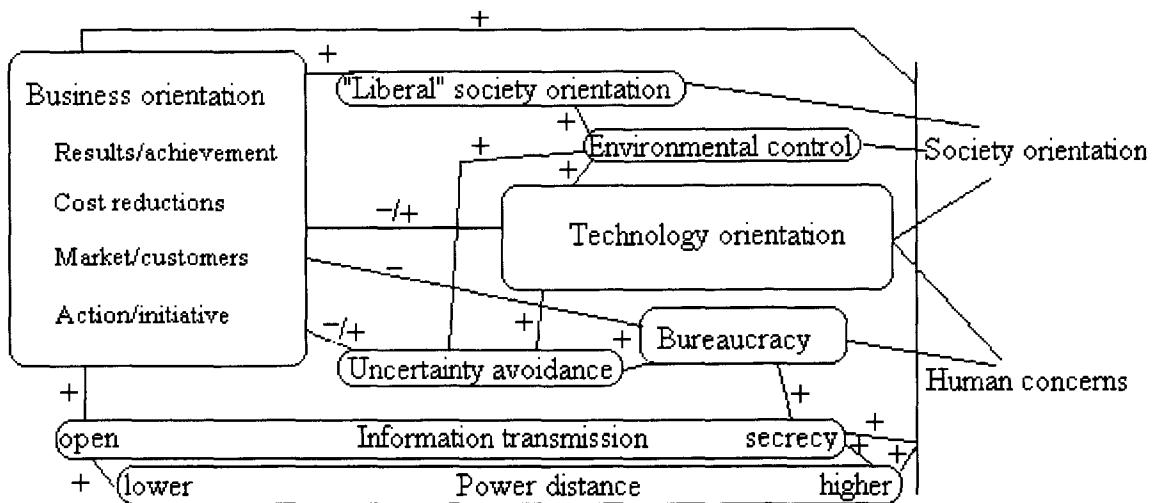 +
+
Business orientation
"Liberal" society orientation
+
+
Results/achievement
Environmental control
Society orientation
+
Cost reductions
−/+
Technology orientation
Market/customers
−
Action/initiative
−/+
+
+
Bureaucracy
Uncertainty avoidance
Human concerns
+
+
+
open Information transmission secrecy
+
+
+
lower Power distance higher